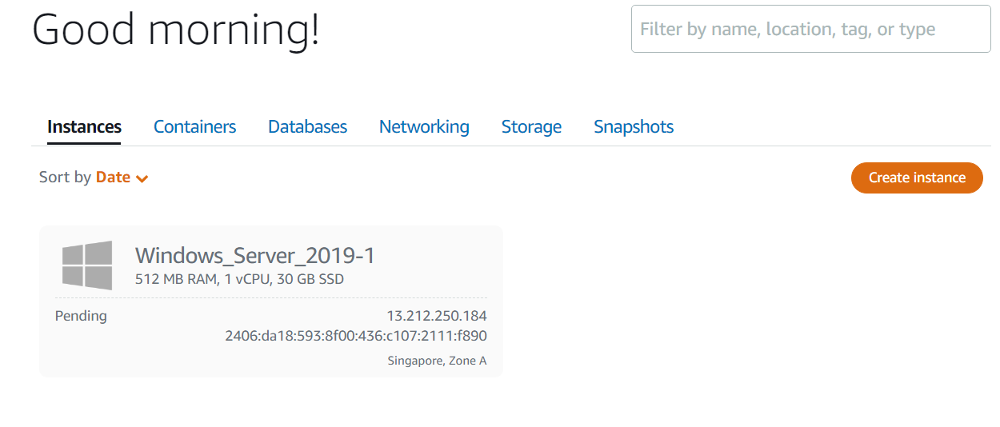 Good morning!
Filter by name, location, tag, or type
Instances Containers Databases Networking Storage Snapshots
Sort by Date
Create instance
Windows_Server_2019-1
512 MB RAM, 1 vCPU, 30 GB SSD
Pending
13.212.250.184
2406:da18:593:8f00:436:c107:2111:f890
Singapore, Zone A